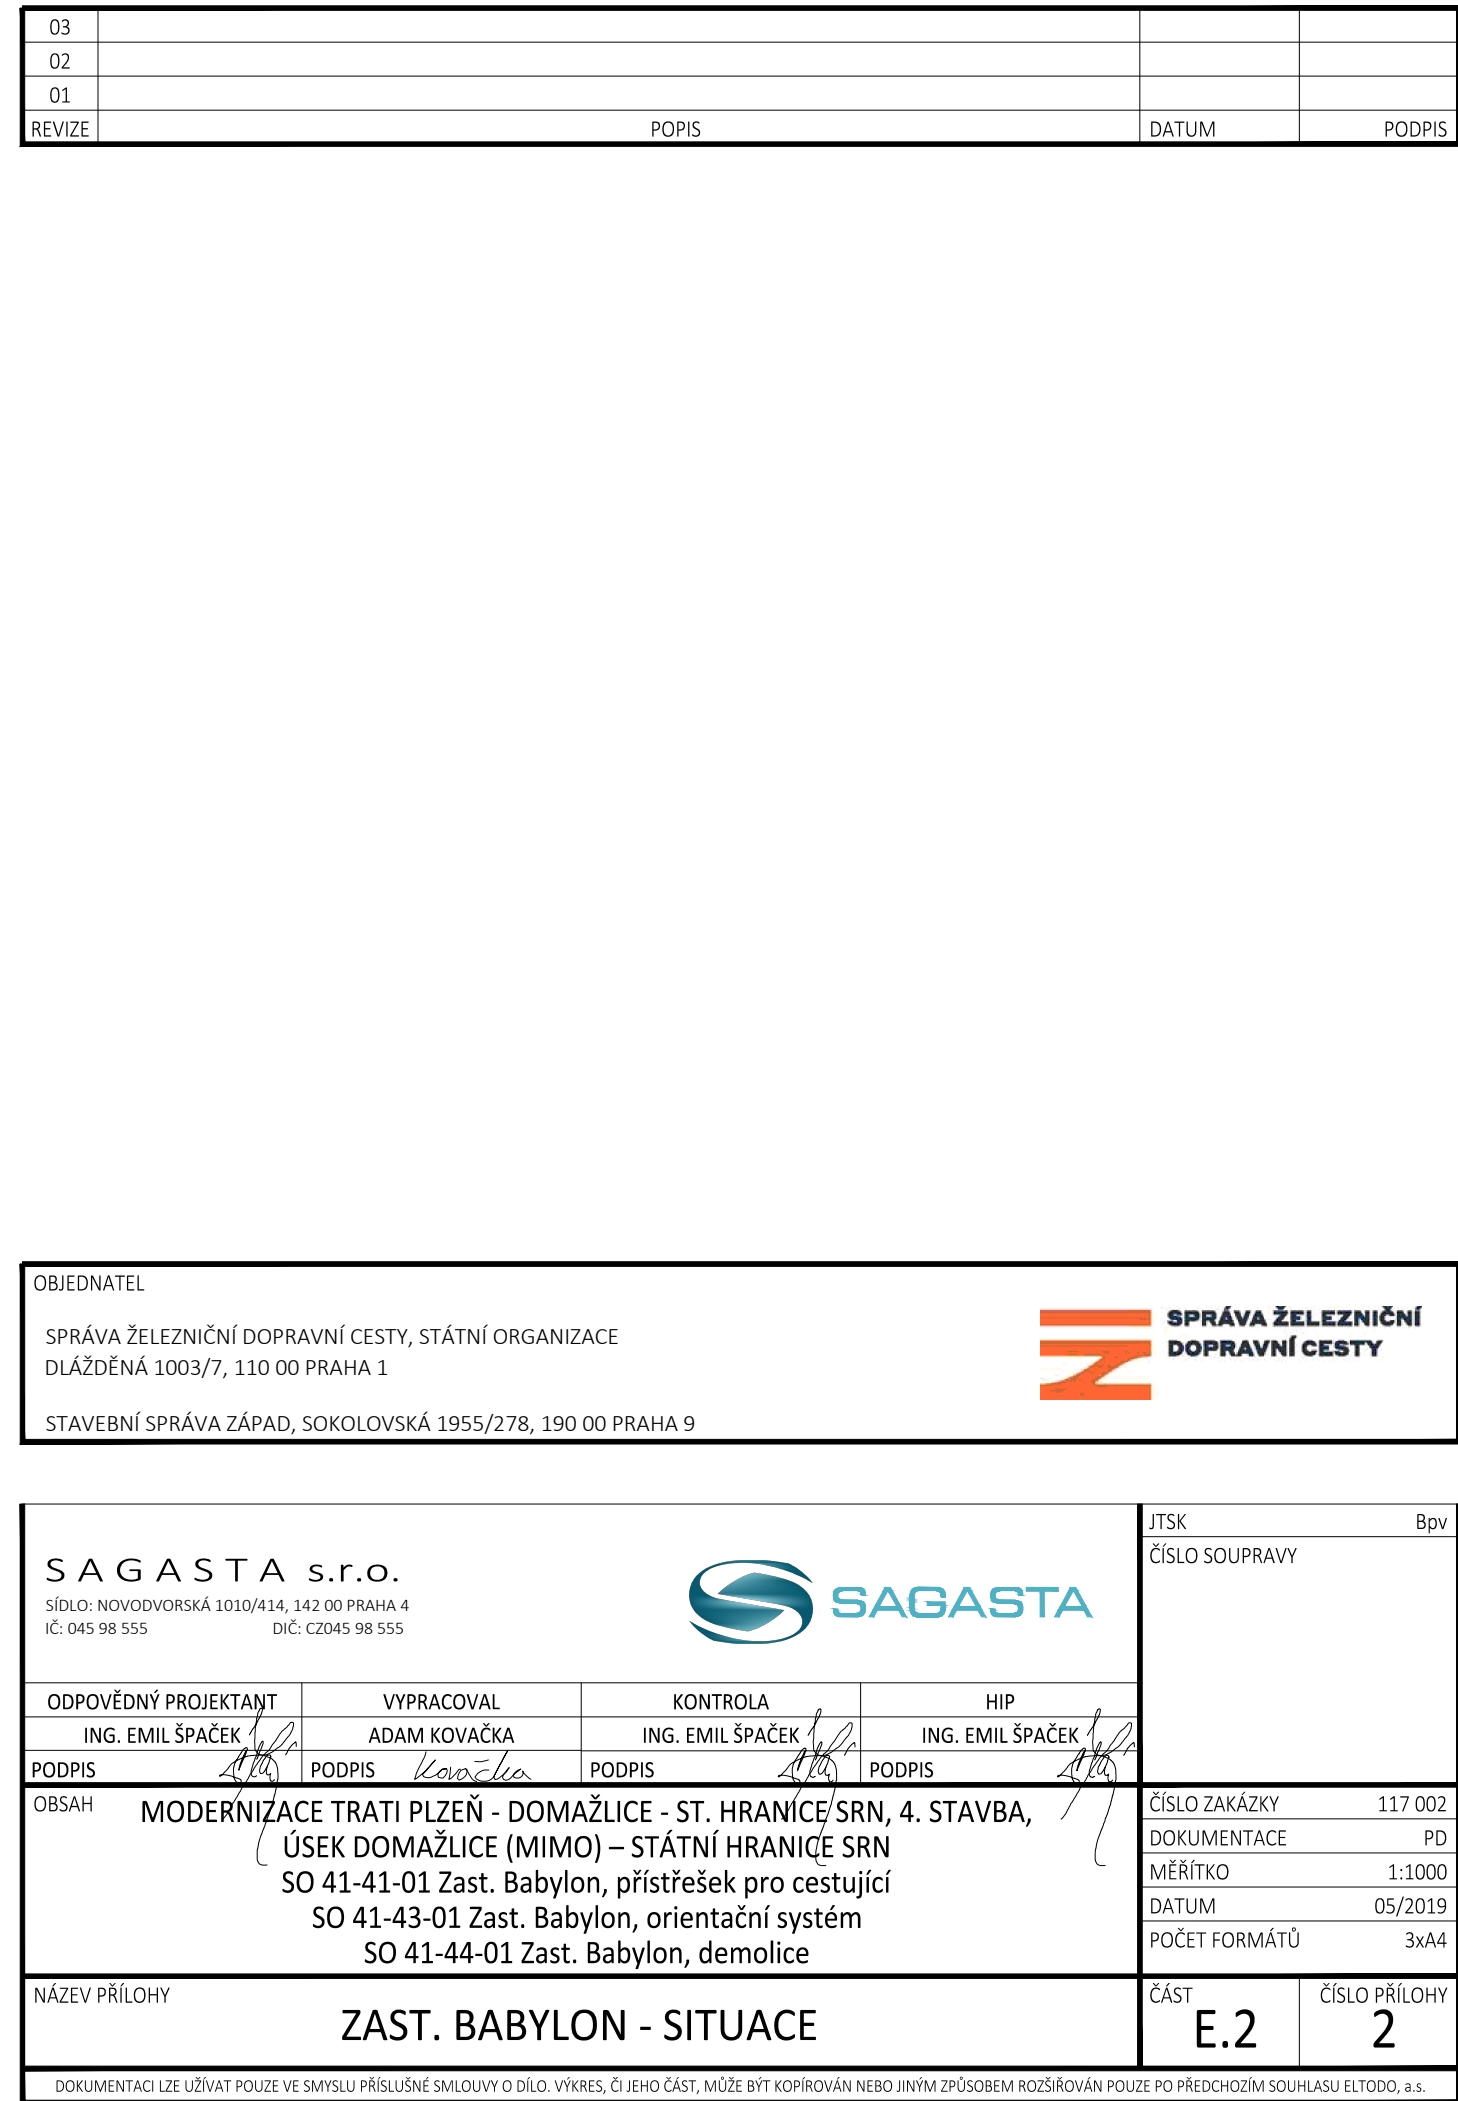 03
02
01
REVIZE POPIS DATUM PODPIS
OBJEDNATEL
SPRÁVA ŽELEZNIČNÍ DOPRAVNÍ CESTY, STÁTNÍ ORGANIZACE
DLÁŽDĚNÁ 1003/7, 110 00 PRAHA 1
STAVEBNÍ SPRÁVA ZÁPAD, SOKOLOVSKÁ 1955/278, 190 00 PRAHA 9
SPRÁVA ŽELEZNIČNÍ
DOPRAVNÍ CESTY
SAGASTA s.r.o.
SÍDLO: NOVODVORSKÁ 1010/414, 142 00 PRAHA 4
IČ: 045 98 555 DIČ: CZ045 98 555
SAGASTA
JTSK Bpv
ČÍSLO SOUPRAVY
ODPOVĚDNÝ PROJEKTANT VYPRACOVAL KONTROLA HIP
ING. EMIL ŠPAČEK ADAM KOVAČKA ING. EMIL ŠPAČEK ING. EMIL ŠPAČEK
PODPIS PODPIS Kovačka PODPIS PODPIS
OBSAH
MODERNIZACE TRATI PLZEŇ - DOMAŽLICE - ST. HRANICE SRN, 4. STAVBA,
ÚSEK DOMAŽLICE (MIMO) – STÁTNÍ HRANICE SRN
SO 41-41-01 Zast. Babylon, přístřešek pro cestující
SO 41-43-01 Zast. Babylon, orientační systém
SO 41-44-01 Zast. Babylon, demolice
ČÍSLO ZAKÁZKY 117 002
DOKUMENTACE PD
MĚŘÍTKO 1:1000
DATUM 05/2019
POČET FORMÁTŮ 3xA4
NÁZEV PŘÍLOHY
ZAST. BABYLON - SITUACE
ČÁST
E.2
ČÍSLO PŘÍLOHY
2
DOKUMENTACI LZE UŽÍVAT POUZE VE SMYSLU PŘÍSLUŠNÉ SMLOUVY O DÍLO. VÝKRES, ČI JEHO ČÁST, MŮŽE BÝT KOPÍROVÁN NEBO JINÝM ZPŮSOBEM ROZŠIŘOVÁN POUZE PO PŘEDCHOZÍM SOUHLASU ELTODO, a.s.